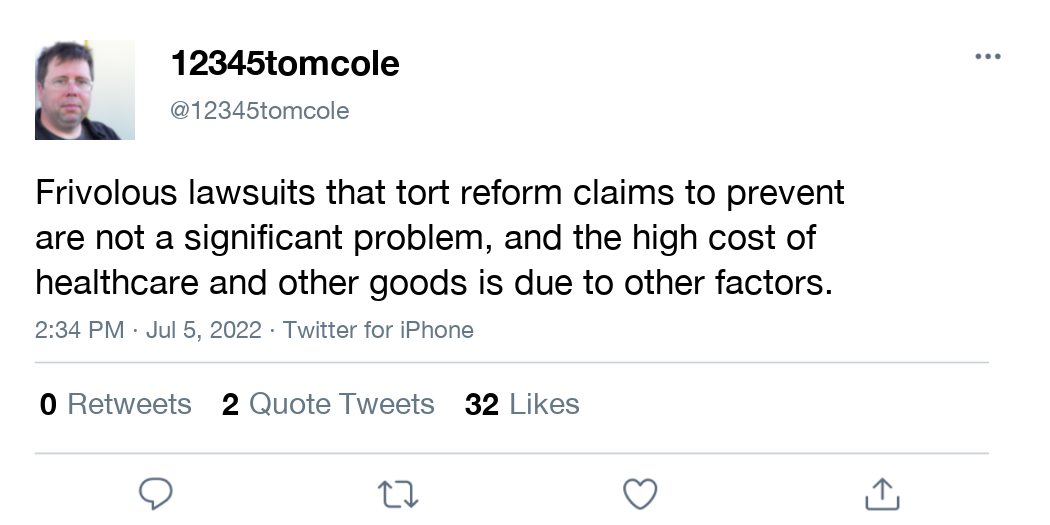 12345tomcole
@12345tomcole
Frivolous lawsuits that tort reform claims to prevent
are not a significant problem, and the high cost of
healthcare and other goods is due to other factors.
2:34 PM · Jul 5, 2022 · Twitter for iPhone
0 Retweets 2 Quote Tweets 32 Likes